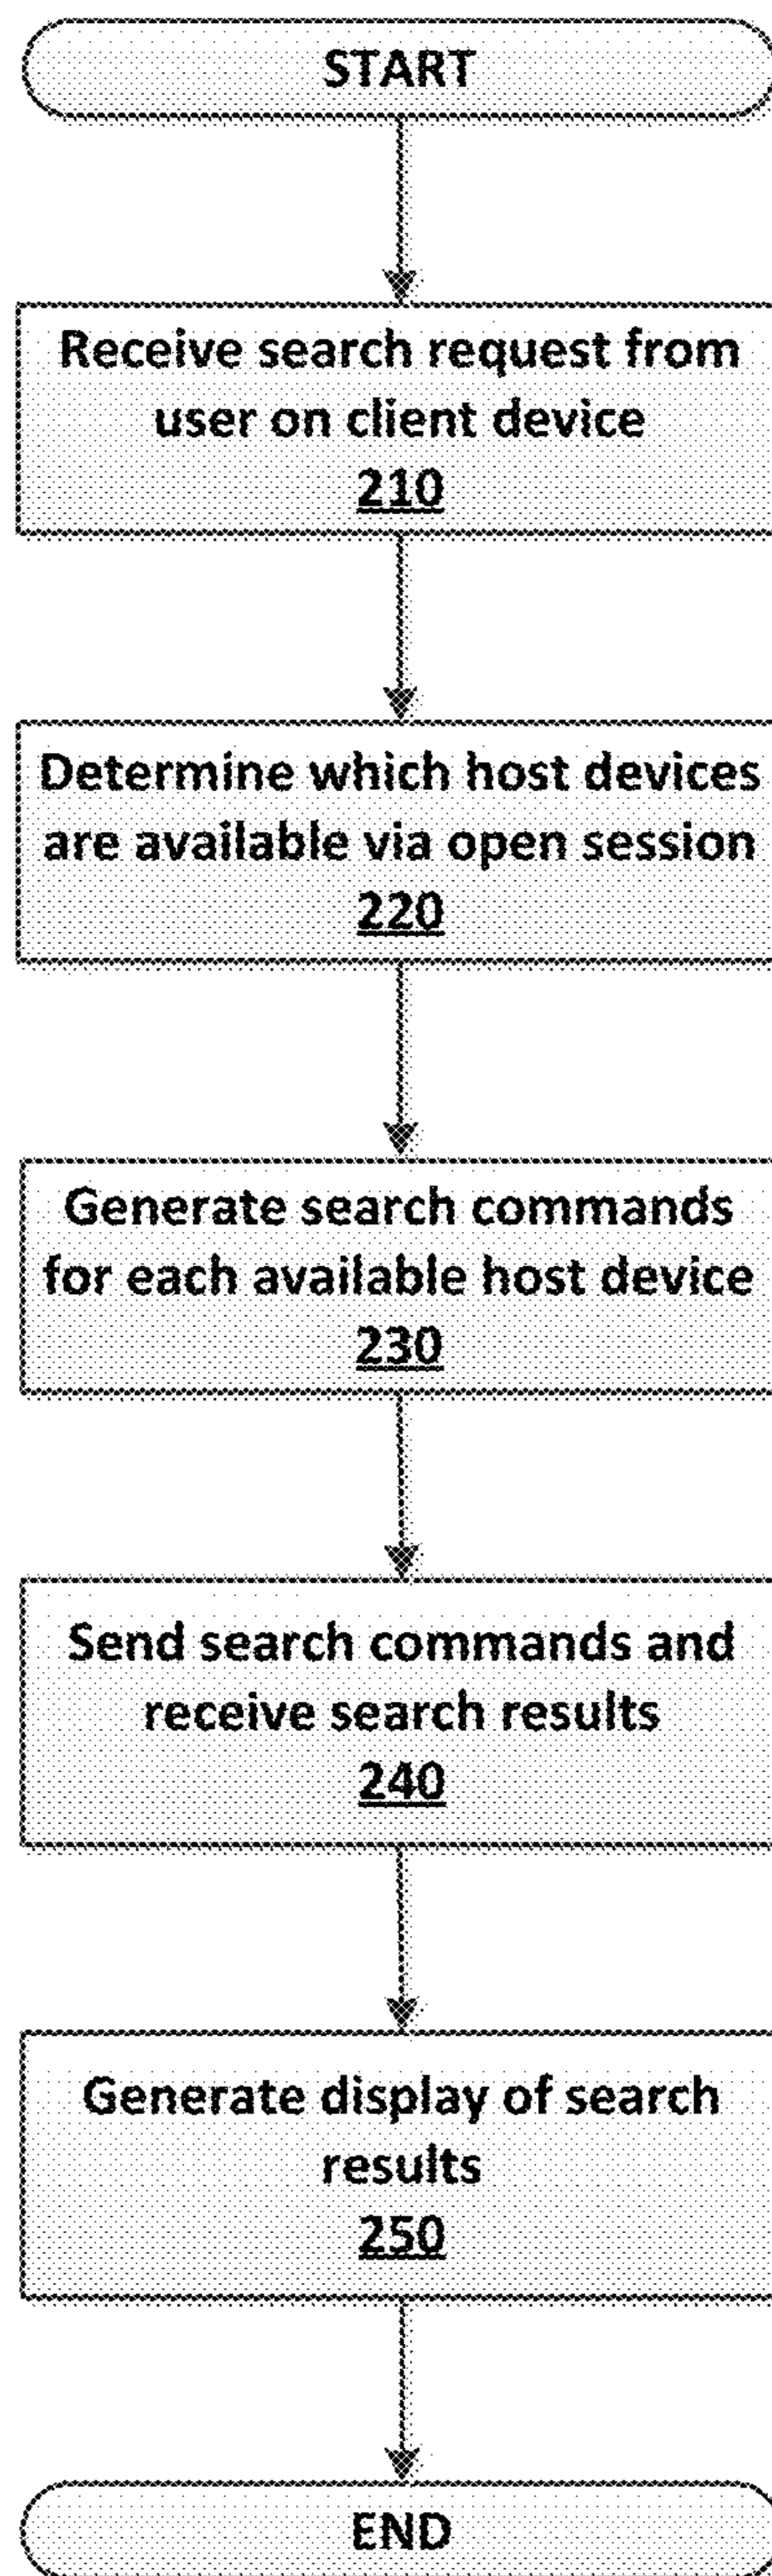 START
Receive search request from
user on client device
210
Determine which host devices
are available via open session
220
Generate search commands
for each available host device
230
Send search commands and
receive search results
240
Generate display of search
results
250
END